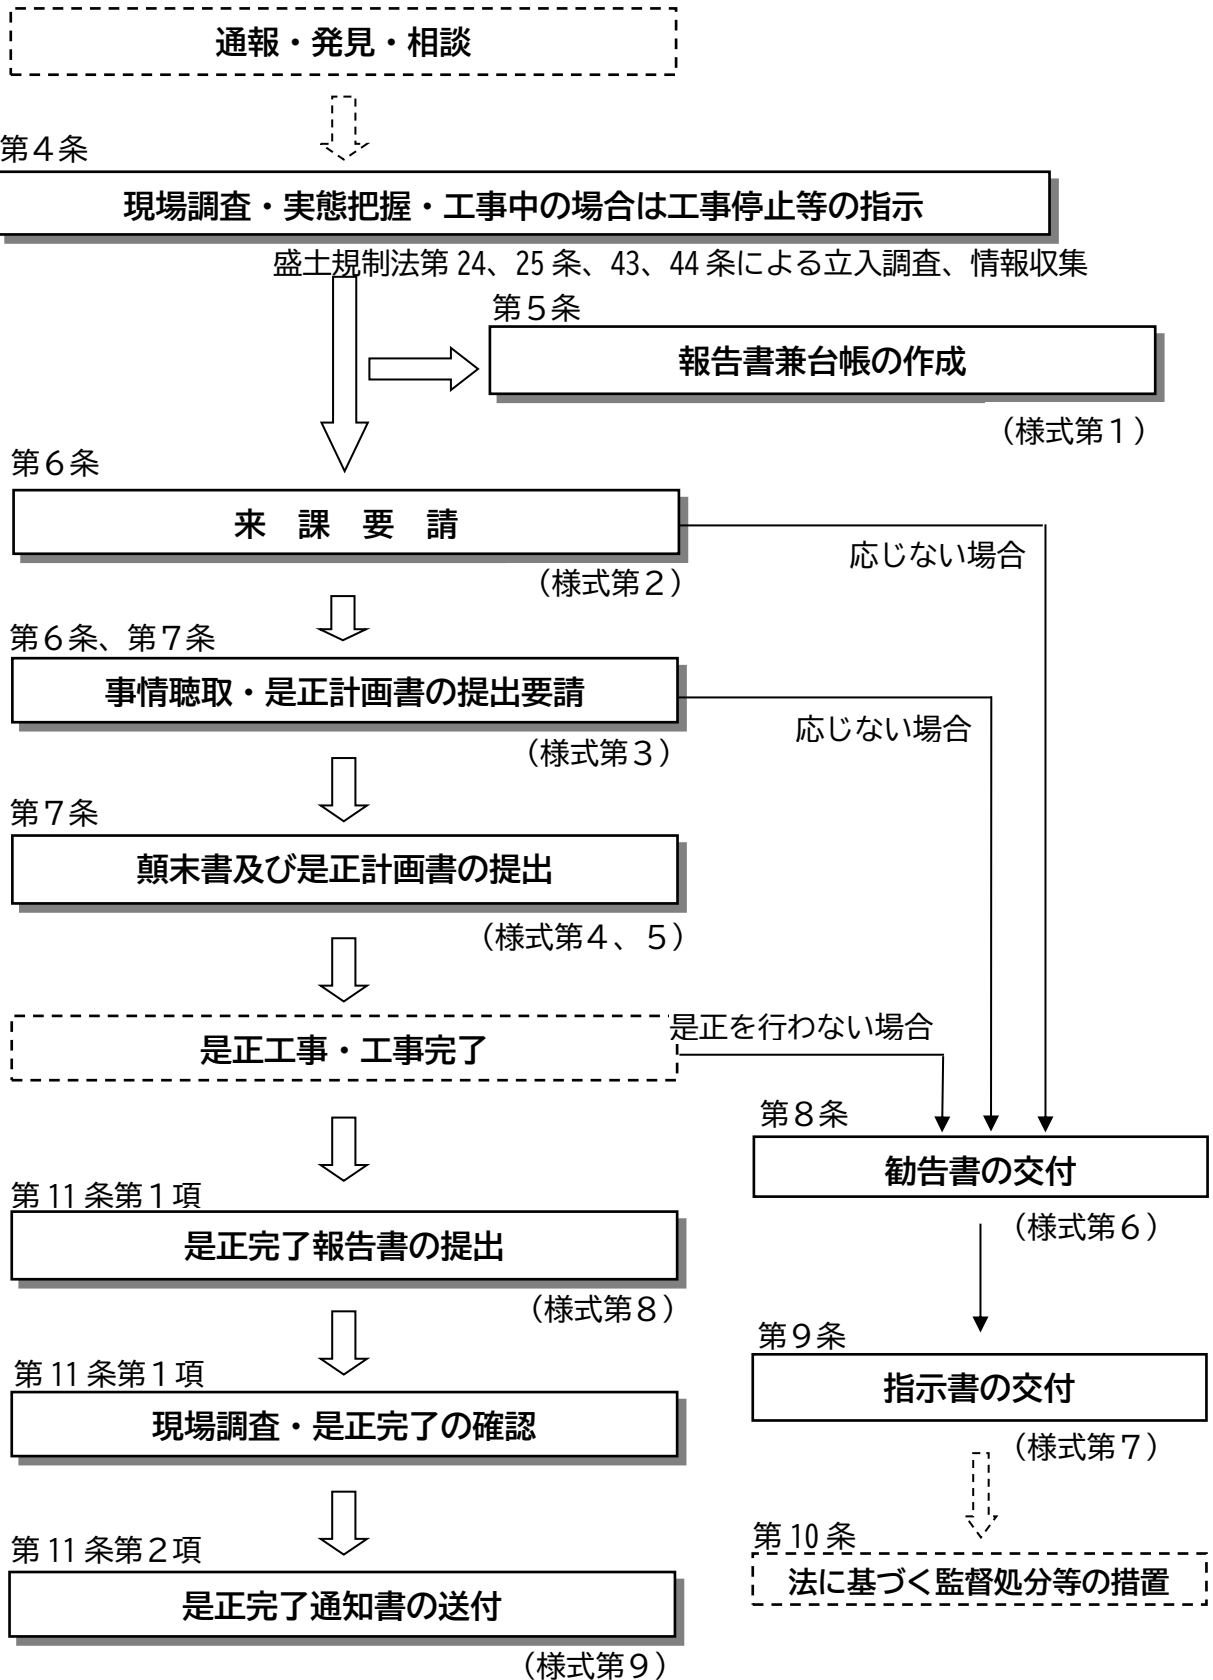 通報・発見・相談
第４条
現場調査・実態把握・工事中の場合は工事停止等の指示
盛土規制法第 24、25 条、43、44 条による立入調査、情報収集
第５条
報告書兼台帳の作成
（様式第１）
第６条
来　課　要　請
応じない場合
（様式第２）
第６条、第７条
事情聴取・是正計画書の提出要請
応じない場合
（様式第３）
第７条
顛末書及び是正計画書の提出
（様式第４、５）
是正を行わない場合
是正工事・工事完了
第８条
勧告書の交付
（様式第６）
第 11 条第１項
是正完了報告書の提出
（様式第８）
第９条
指示書の交付
（様式第７）
第 11 条第１項
現場調査・是正完了の確認
第 10 条
法に基づく監督処分等の措置
第 11 条第２項
是正完了通知書の送付
（様式第９）